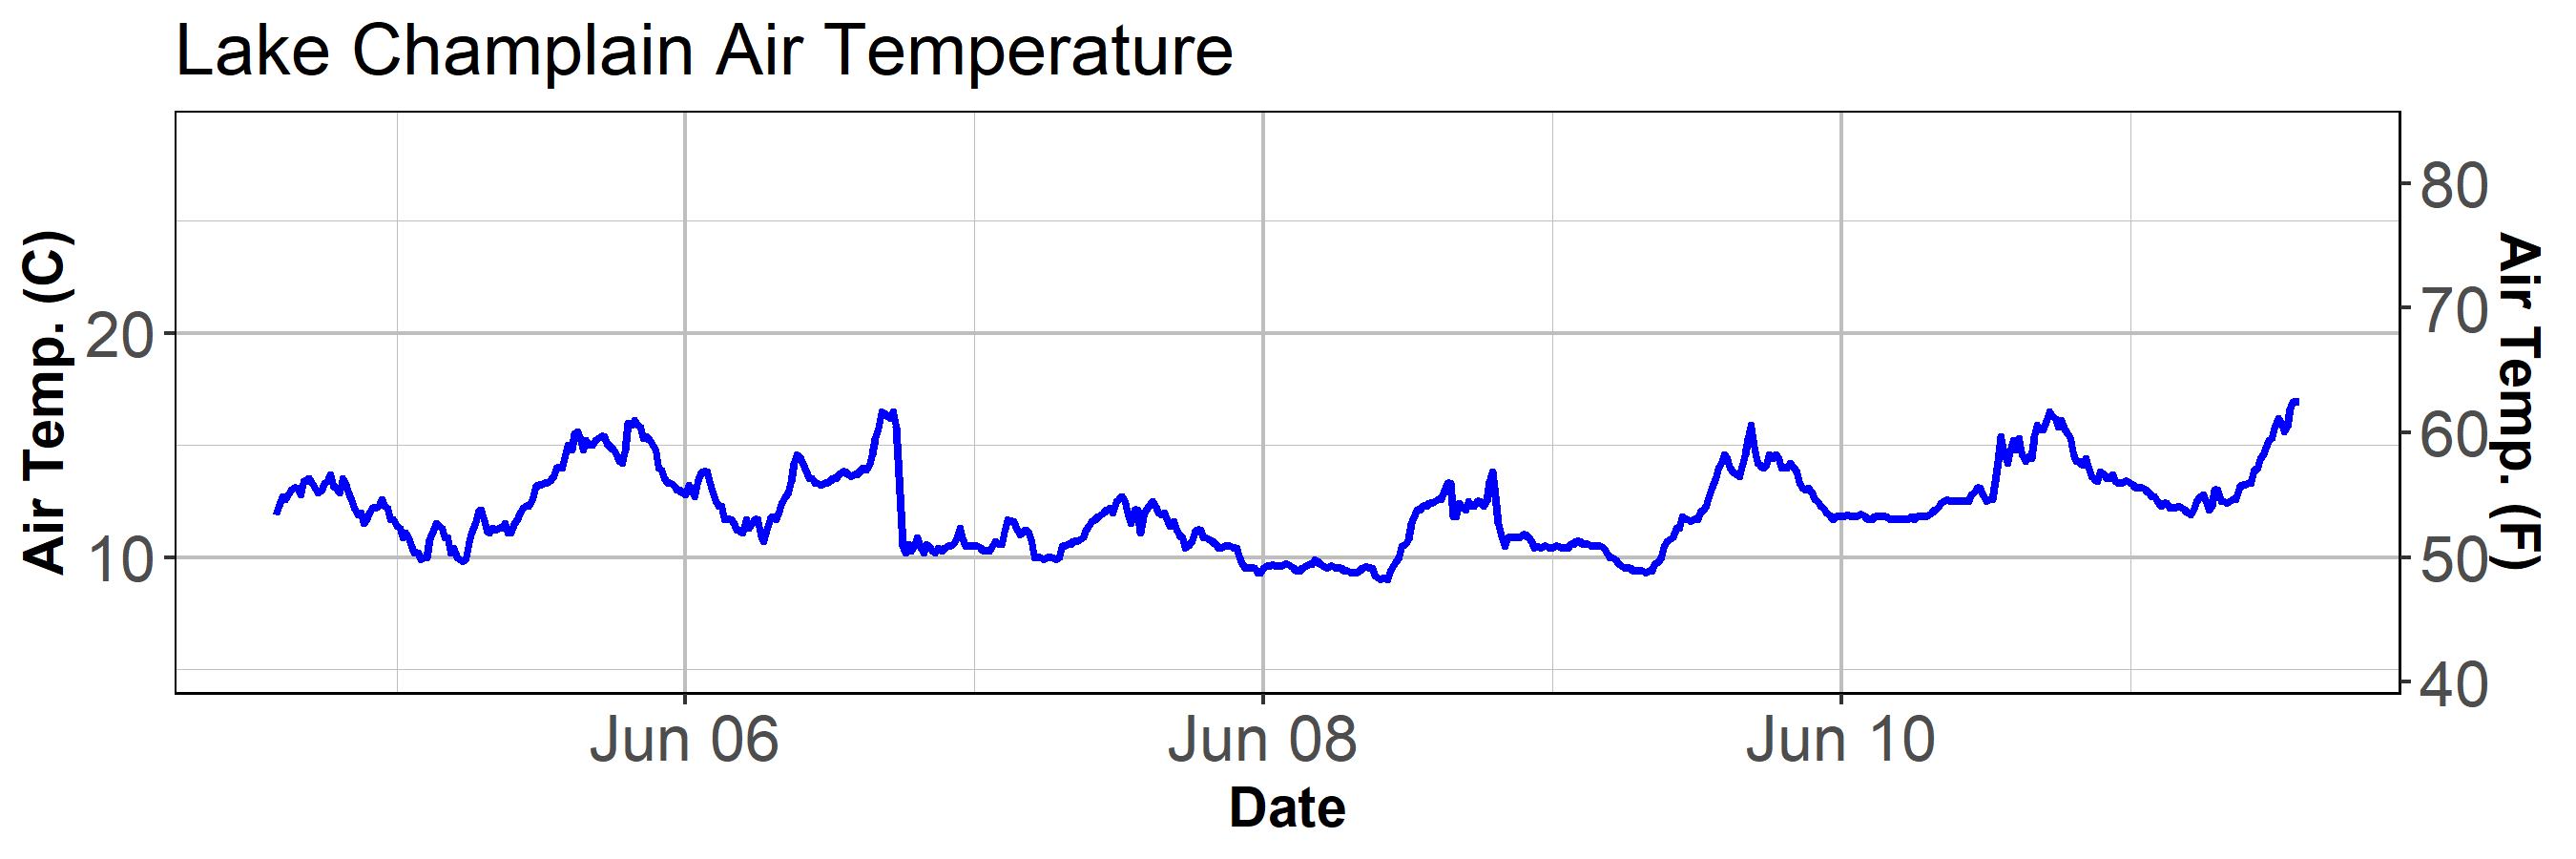 Lake Champlain Air Temperature
Air Temp. (C)
20
10
80
70
60
50
40
Air Temp. (F)
Jun 06
Jun 08
Jun 10
Date